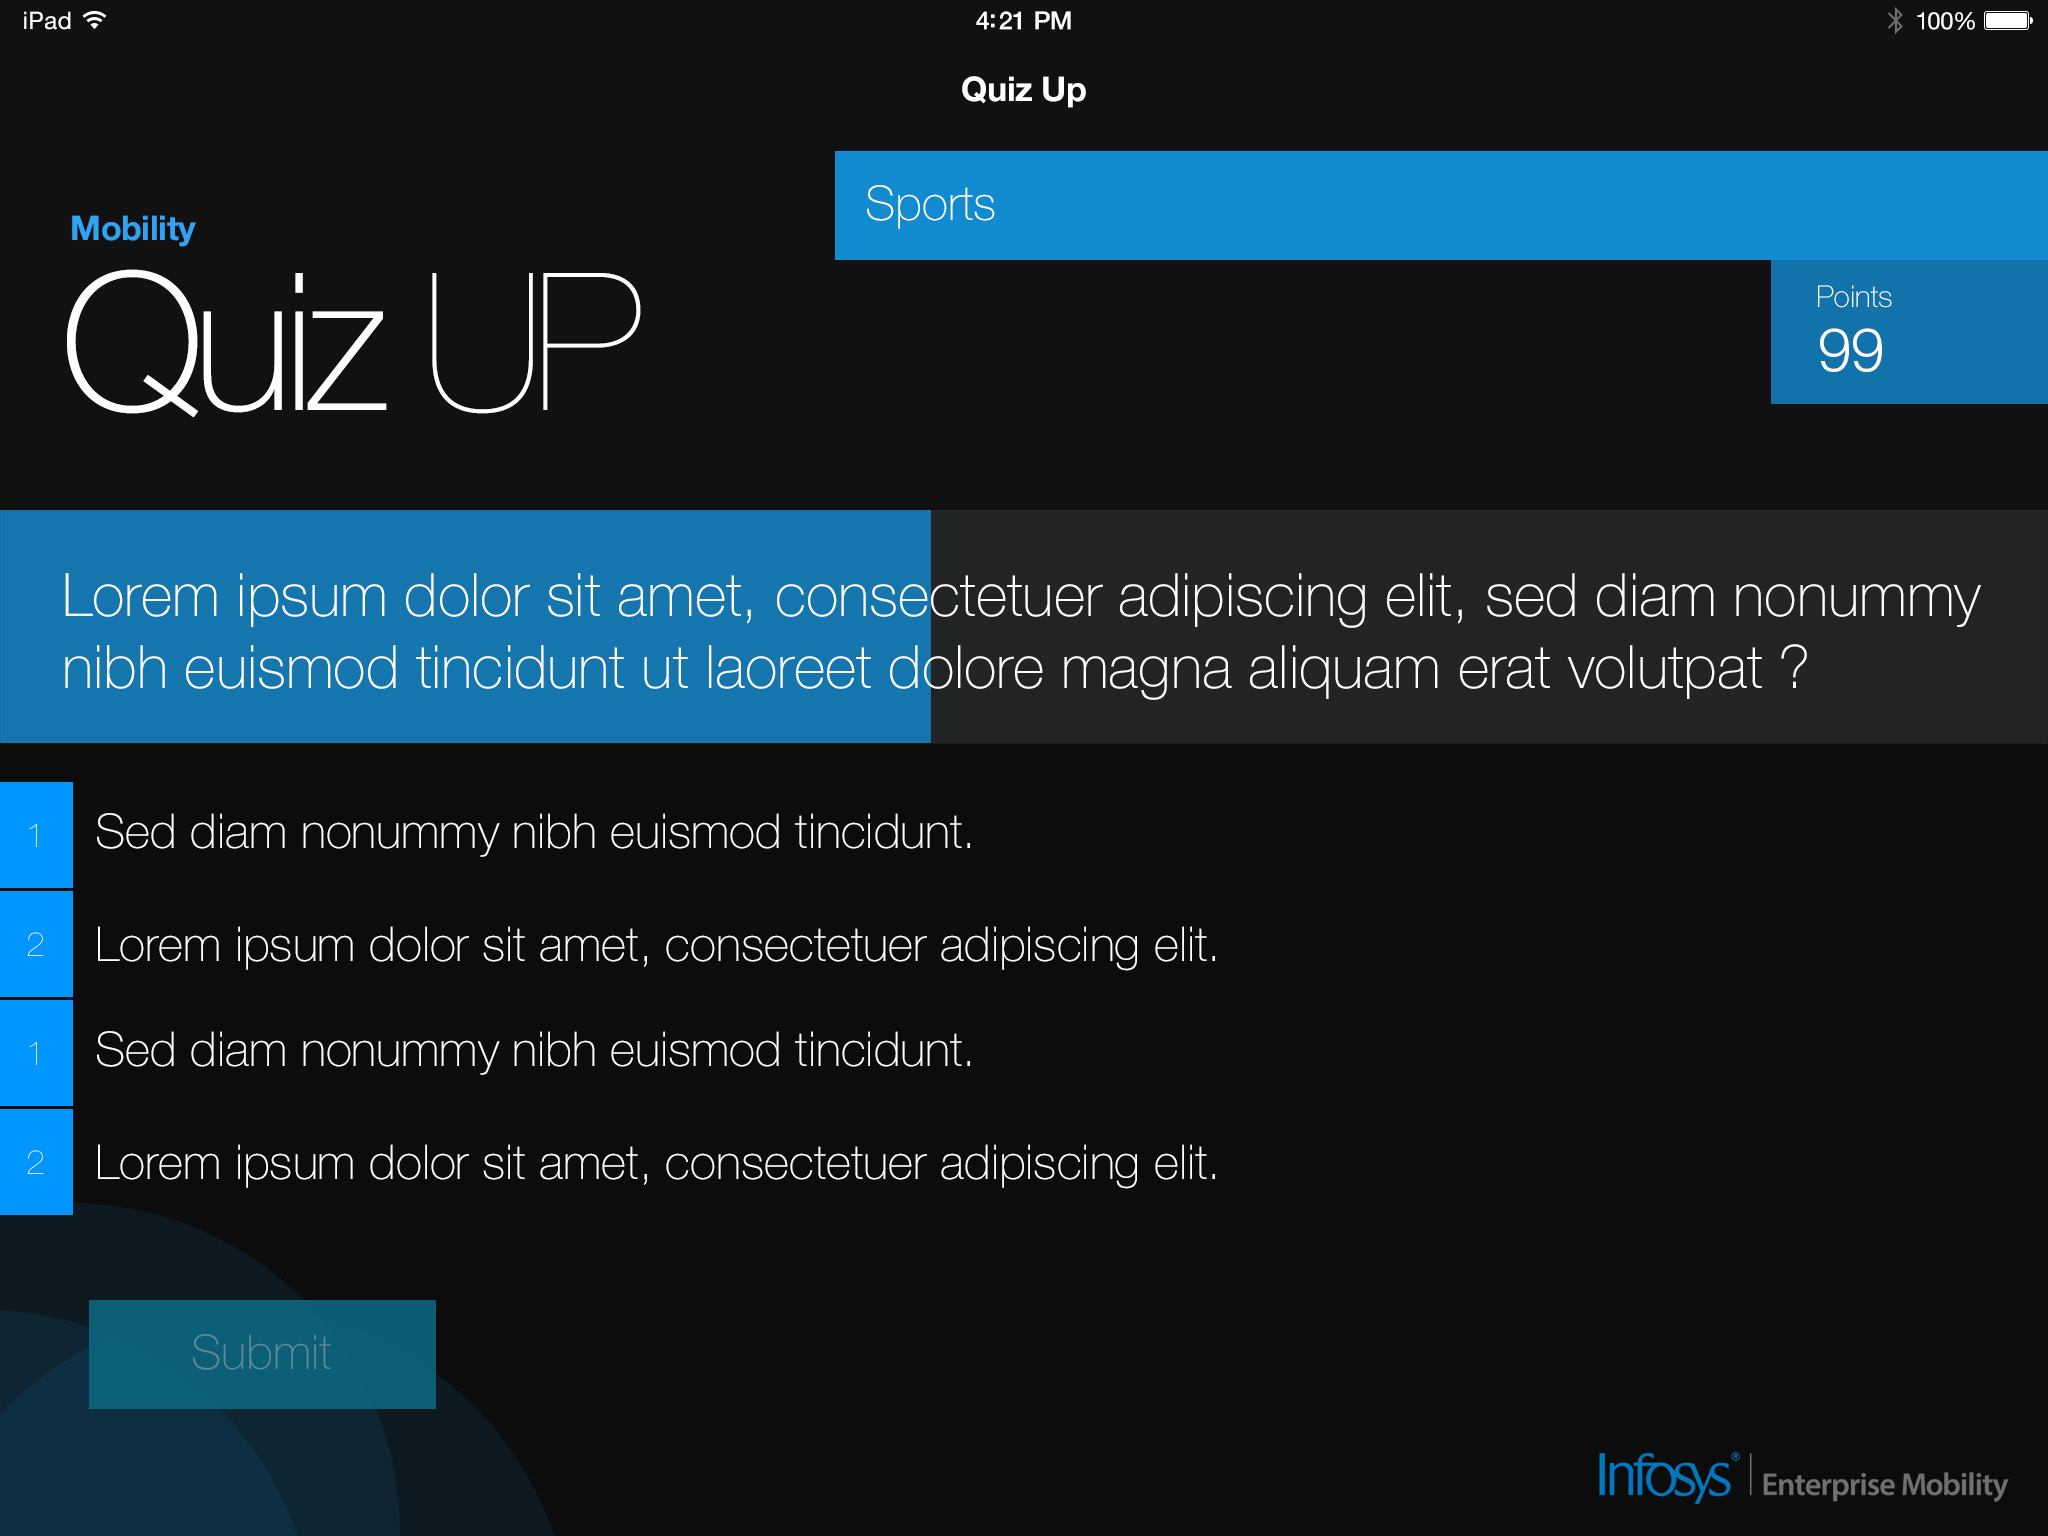 iPad 4:21 PM 100%
Quiz Up
Sports
Mobility
Quiz UP
Points
99
Lorem ipsum dolor sit amet, consectetuer adipiscing elit, sed diam nonummy
nibh euismod tincidunt ut laoreet dolore magna aliquam erat volutpat ?
1 Sed diam nonummy nibh euismod tincidunt.
2 Lorem ipsum dolor sit amet, consectetuer adipiscing elit.
1 Sed diam nonummy nibh euismod tincidunt.
2 Lorem ipsum dolor sit amet, consectetuer adipiscing elit.
Submit
Infosys® | Enterprise Mobility